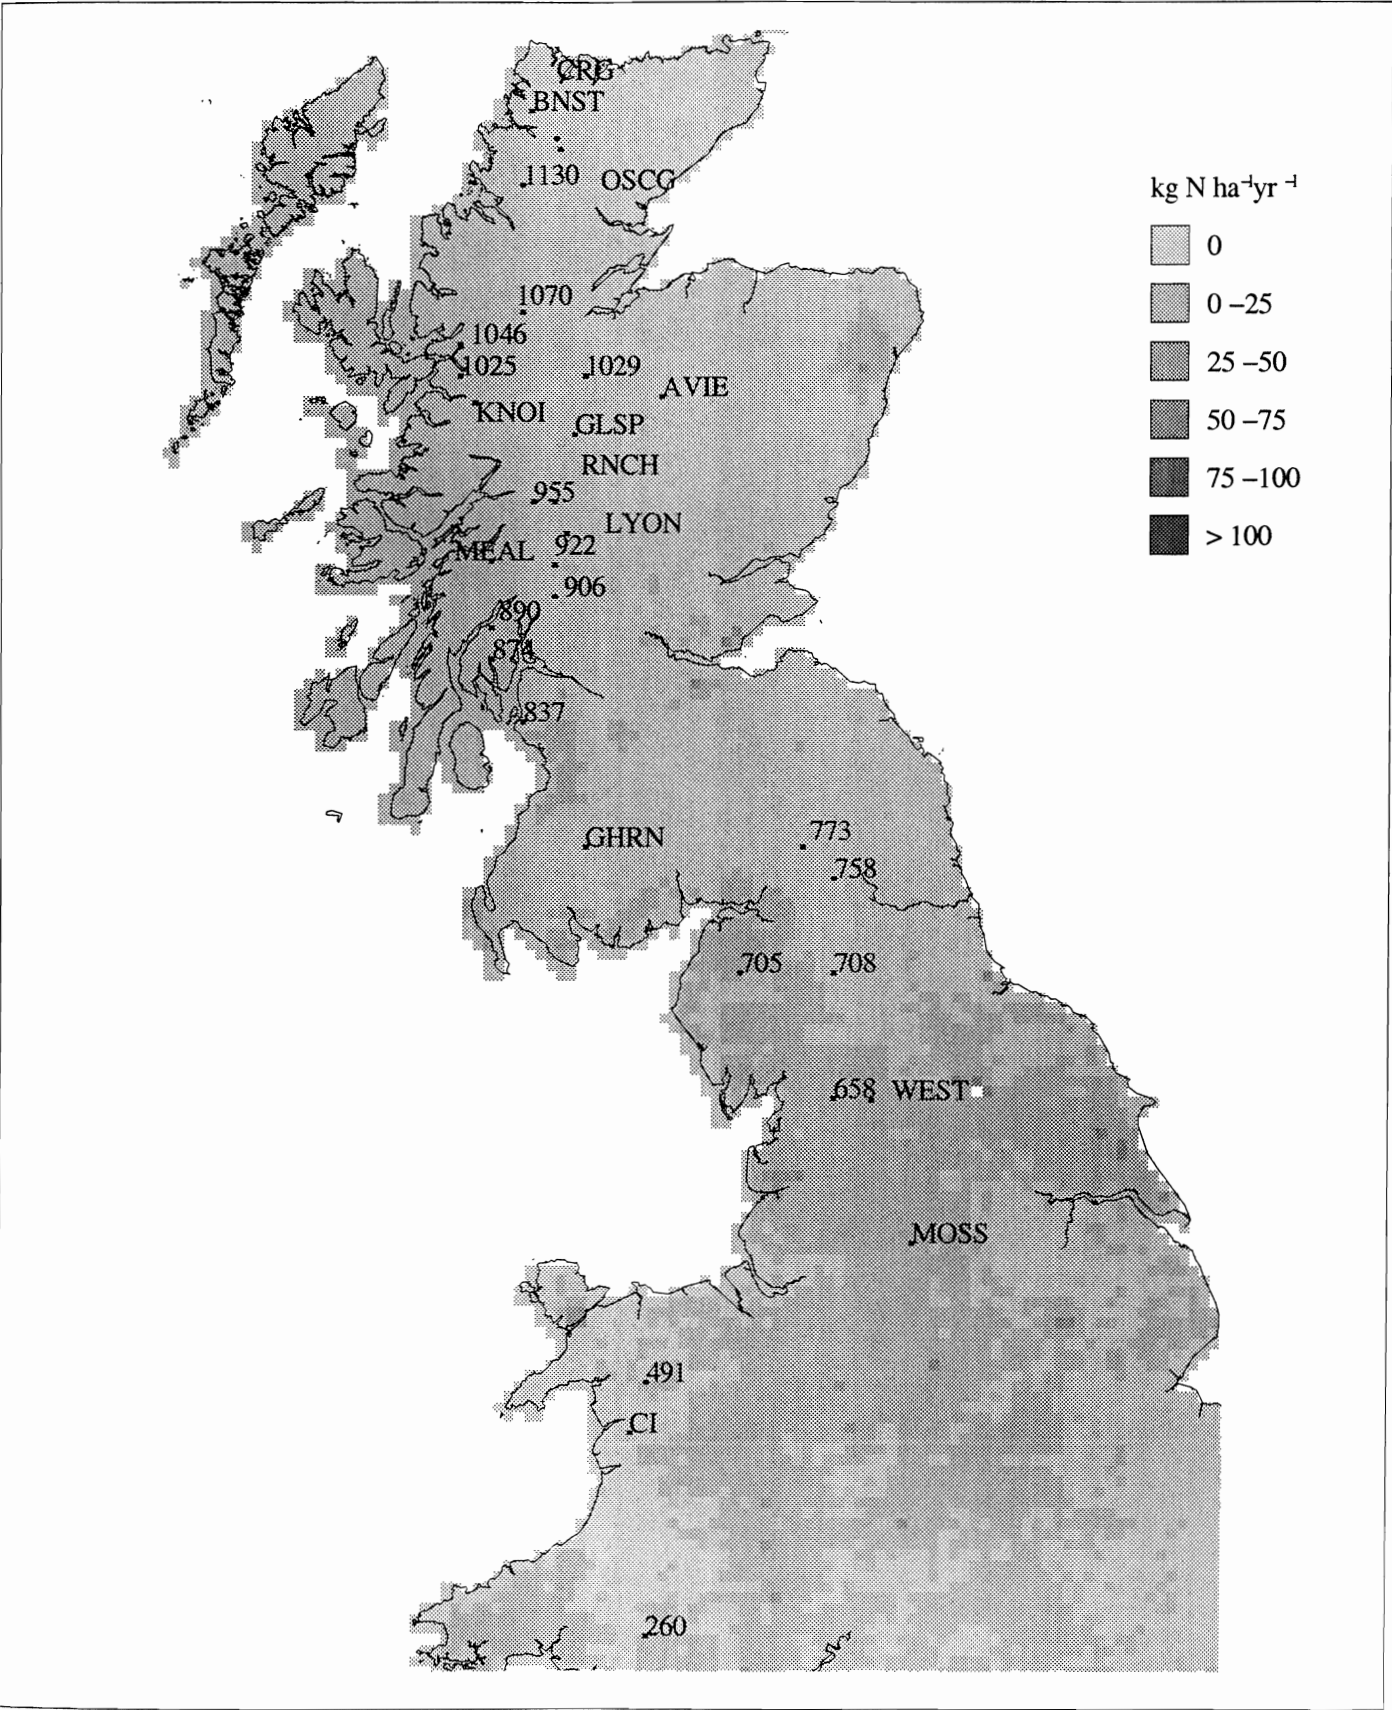 CRG
BNST
1130
OSCG
kg N ha⁻¹yr ⁻¹
0
0 –25
25 –50
50 –75
75 –100
> 100
1070
1046
1025
1029
AVIE
KNOI
GLSP
RNCH
955
LYON
MEAL
922
906
890
874
837
GHRN
773
758
705
708
658
WEST
MOSS
491
CI
260